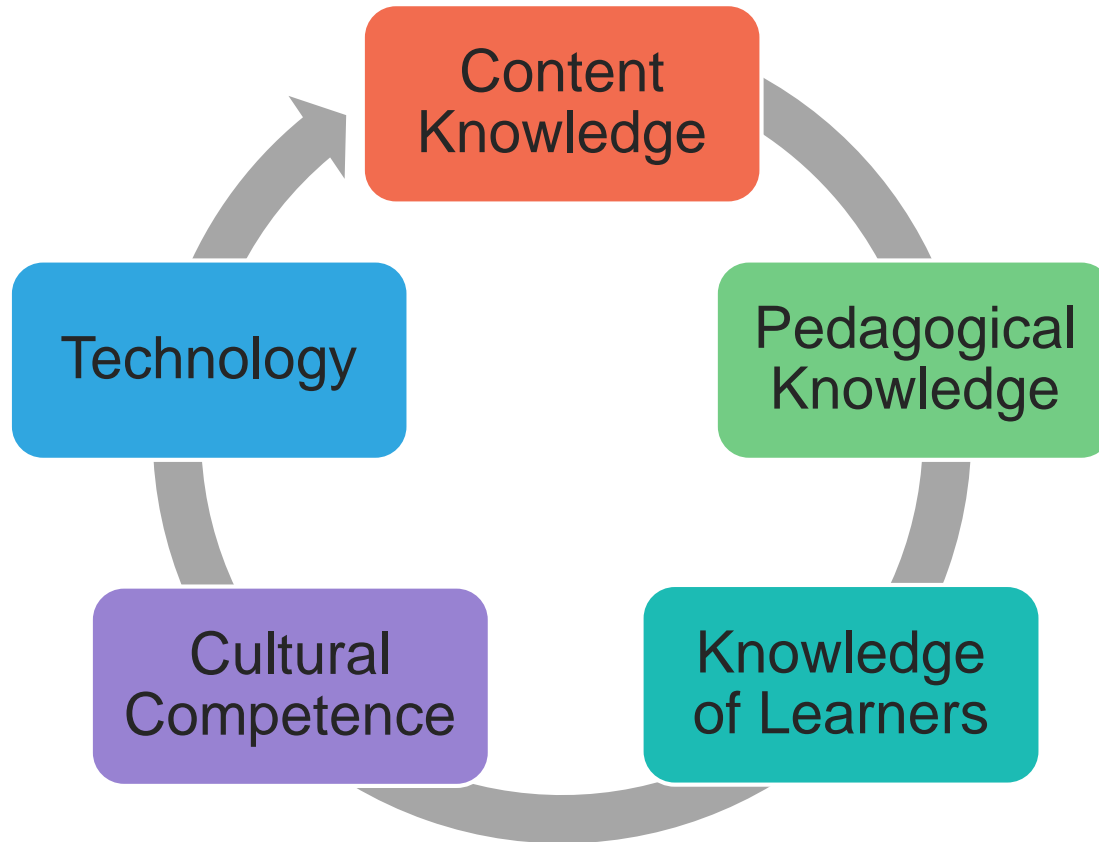 Content
Knowledge
Pedagogical
Knowledge
Knowledge
of Learners
Cultural
Competence
Technology